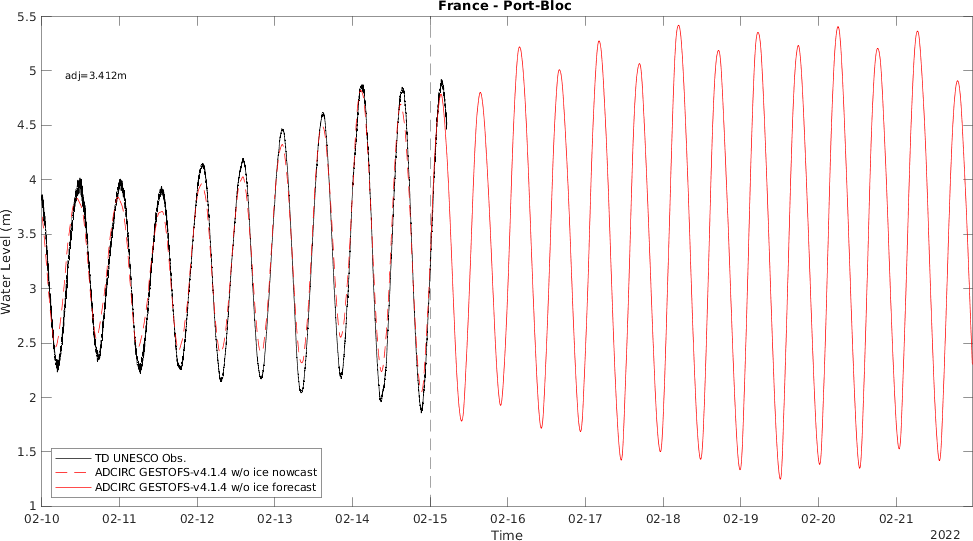 France - Port-Bloc
5.5
adj=3.412m
5
4.5
4
3.5
3
2.5
2
1.5
1
Water Level (m)
TD UNESCO Obs.
ADCIRC GESTOFS-v4.1.4 w/o ice nowcast
ADCIRC GESTOFS-v4.1.4 w/o ice forecast
02-10 02-11 02-12 02-13 02-14 02-15 02-16 02-17 02-18 02-19 02-20 02-21
Time
2022